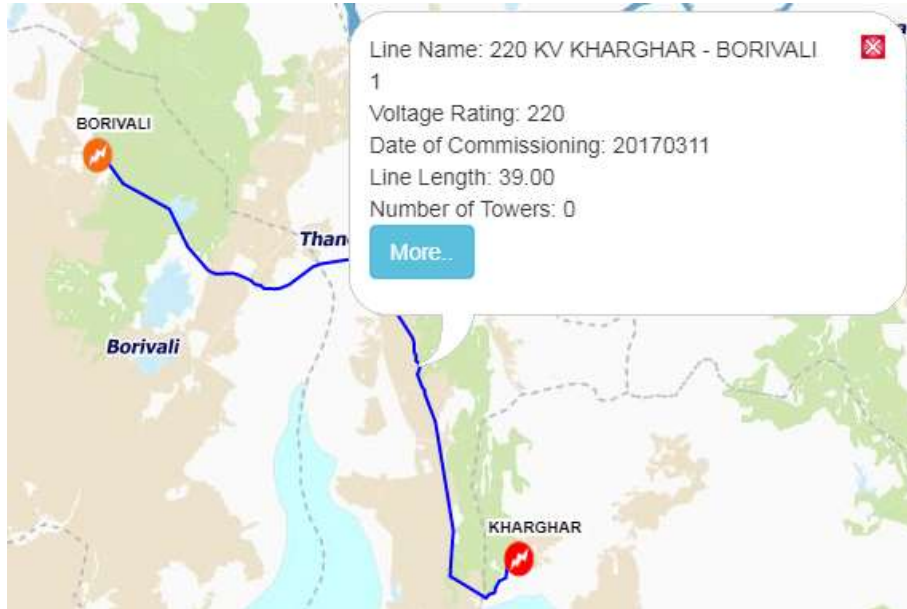 Line Name: 220 KV KHARGHAR - BORIVALI
1
Voltage Rating: 220
Date of Commissioning: 20170311
Line Length: 39.00
Number of Towers: 0
More..
BORIVALI
Borivali
KHARGHAR